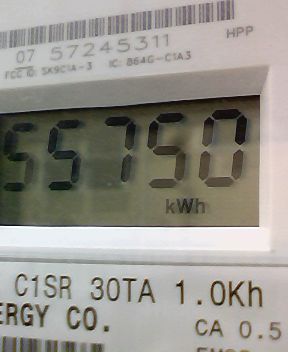 07 57245311
HPP
FCC ID: SK9C1A-3 IC: 864G-C1A3
55750
kWh
C1SR 30TA 1.0Kh
ERGY CO.
CA 0.5